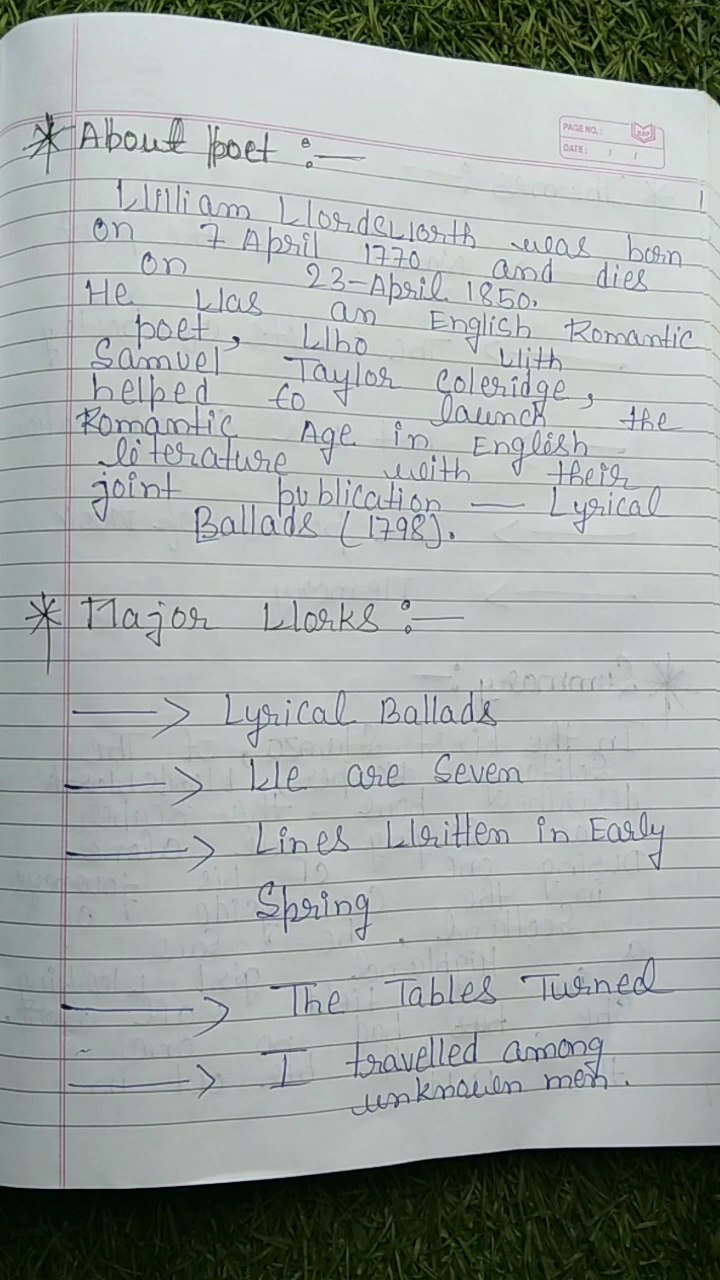 * About poet :-
PAGE NO.:
DATE: / /
William Wordsworth was born
on 7 April 1770 and dies
on 23-April 1850.
He was an English Romantic
poet, Who With
Samuel Taylor Coleridge,
helped to launch the
Romantic Age in English
literature with their
joint publication — Lyrical
Ballads (1798).
* Major Works :-
→ Lyrical Ballads
→ We are Seven
→ Lines Written in Early
Spring
→ The Tables Turned
→ I travelled among
unknown men.